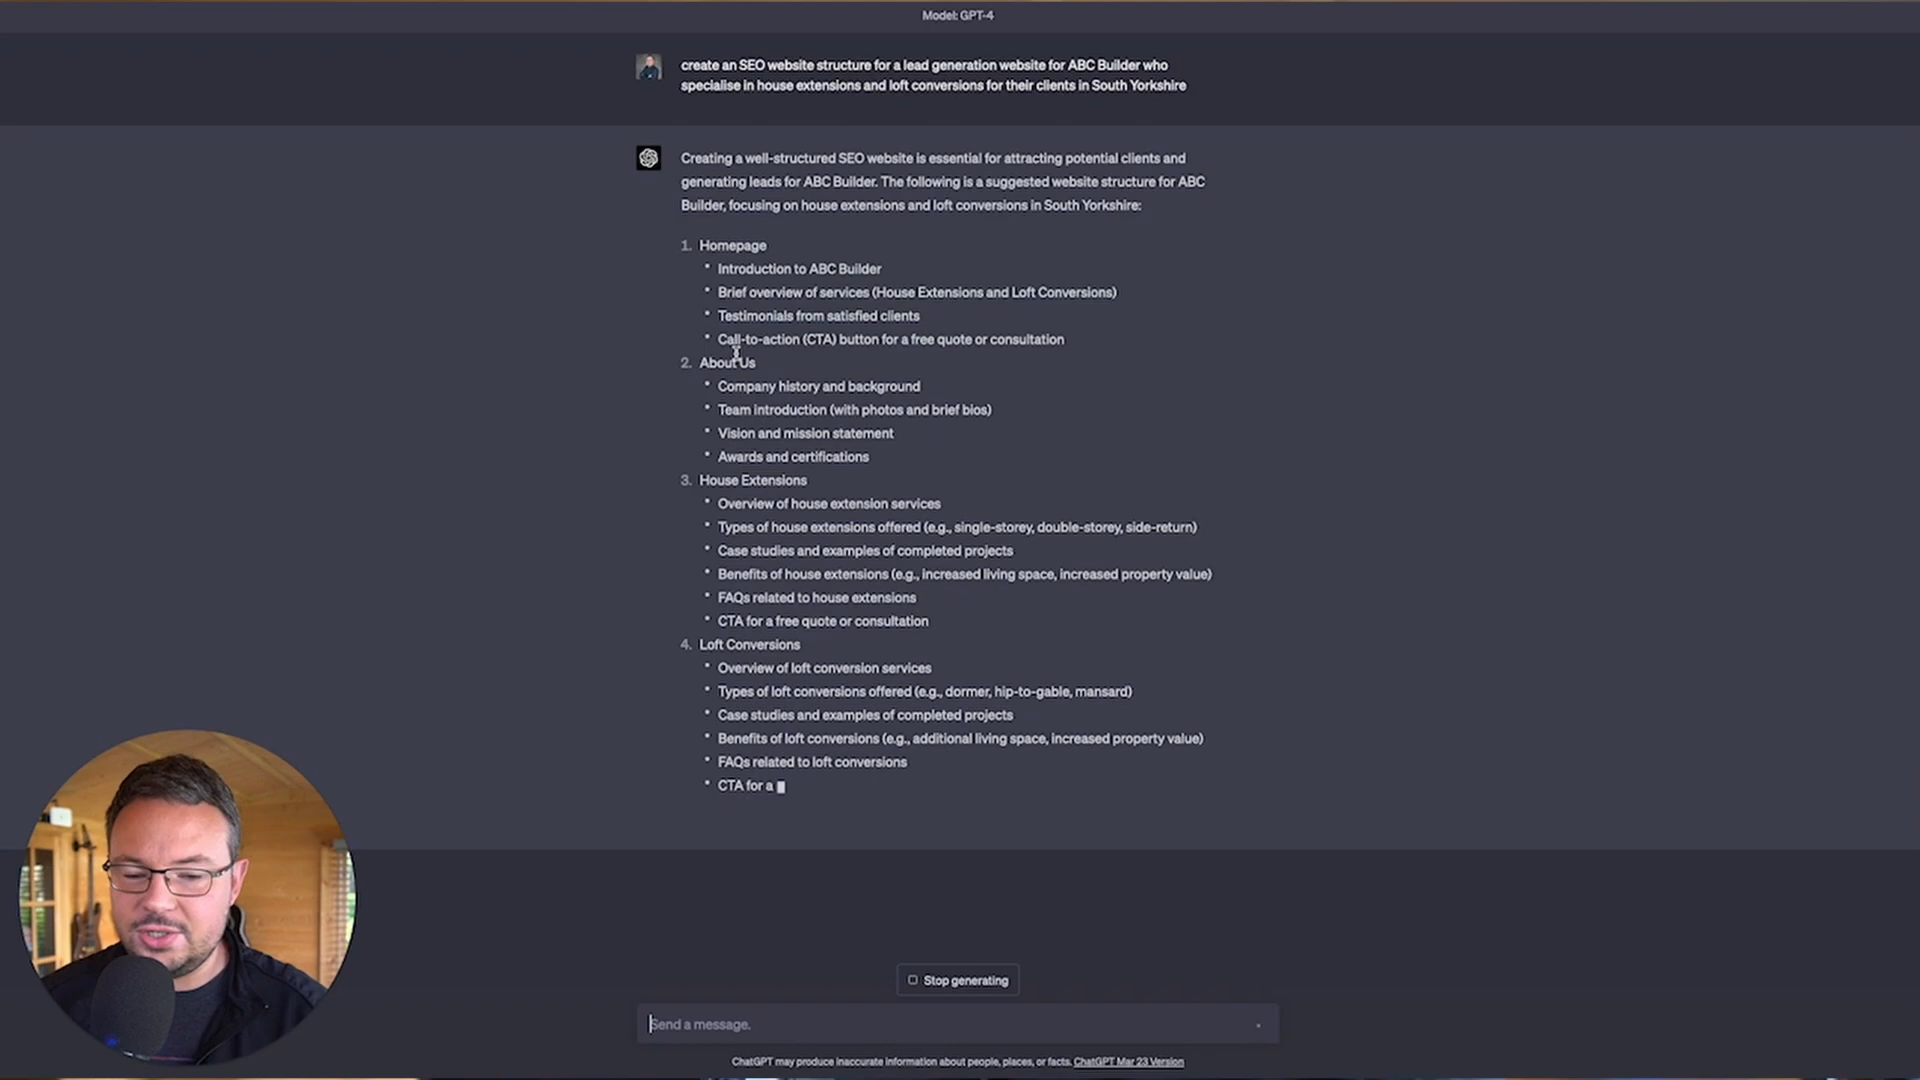 Model: GPT-4
create an SEO website structure for a lead generation website for ABC Builder who
specialise in house extensions and loft conversions for their clients in South Yorkshire
Creating a well-structured SEO website is essential for attracting potential clients and
generating leads for ABC Builder. The following is a suggested website structure for ABC
Builder, focusing on house extensions and loft conversions in South Yorkshire:
1. Homepage
• Introduction to ABC Builder
• Brief overview of services (House Extensions and Loft Conversions)
• Testimonials from satisfied clients
• Call-to-action (CTA) button for a free quote or consultation
2. About Us
• Company history and background
• Team introduction (with photos and brief bios)
• Vision and mission statement
• Awards and certifications
3. House Extensions
• Overview of house extension services
• Types of house extensions offered (e.g., single-storey, double-storey, side-return)
• Case studies and examples of completed projects
• Benefits of house extensions (e.g., increased living space, increased property value)
• FAQs related to house extensions
• CTA for a free quote or consultation
4. Loft Conversions
• Overview of loft conversion services
• Types of loft conversions offered (e.g., dormer, hip-to-gable, mansard)
• Case studies and examples of completed projects
• Benefits of loft conversions (e.g., additional living space, increased property value)
• FAQs related to loft conversions
• CTA for a
Stop generating
Send a message.
ChatGPT may produce inaccurate information about people, places, or facts. ChatGPT Mar 23 Version